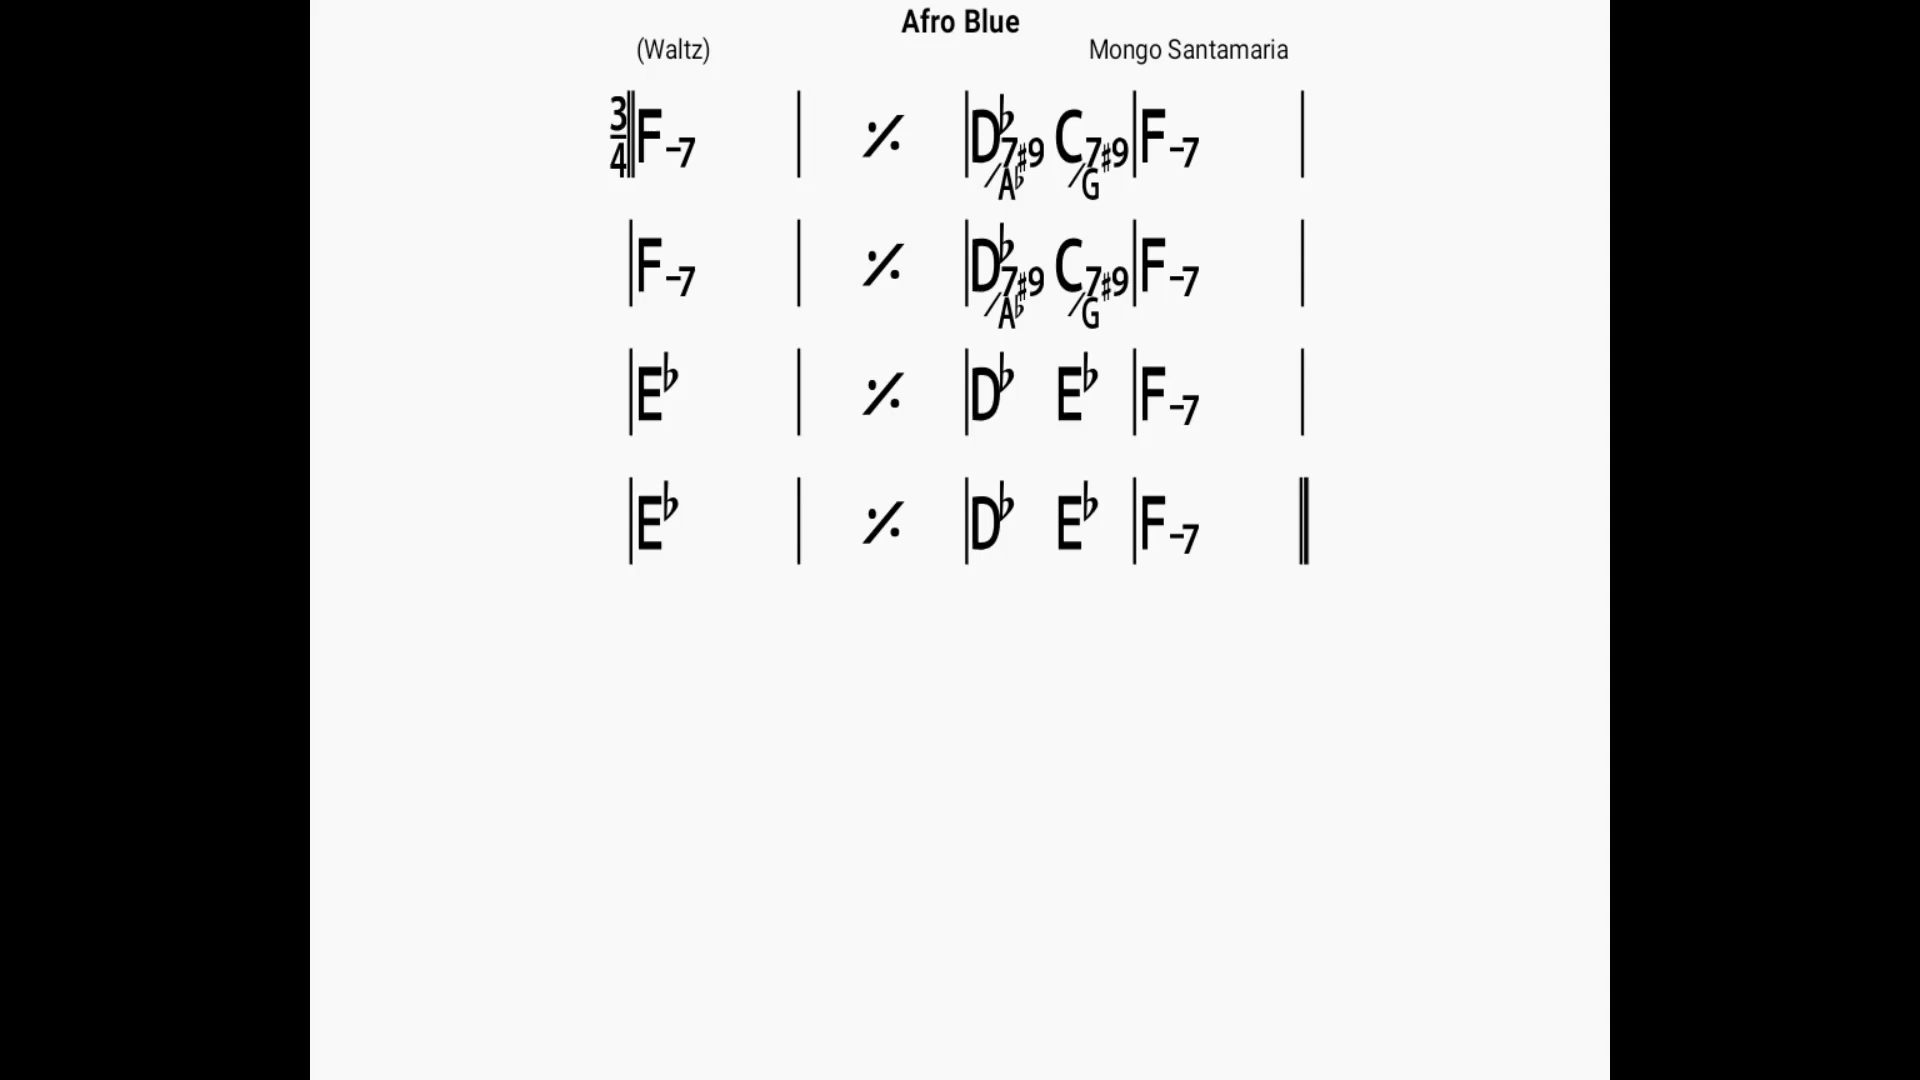 Afro Blue
(Waltz) Mongo Santamaria
3/4 F-7 | 𝄎 | D♭7♯9/A♭ C7♯9/G | F-7 |
| F-7 | 𝄎 | D♭7♯9/A♭ C7♯9/G | F-7 |
| E♭ | 𝄎 | D♭ E♭ | F-7 |
| E♭ | 𝄎 | D♭ E♭ | F-7 ‖